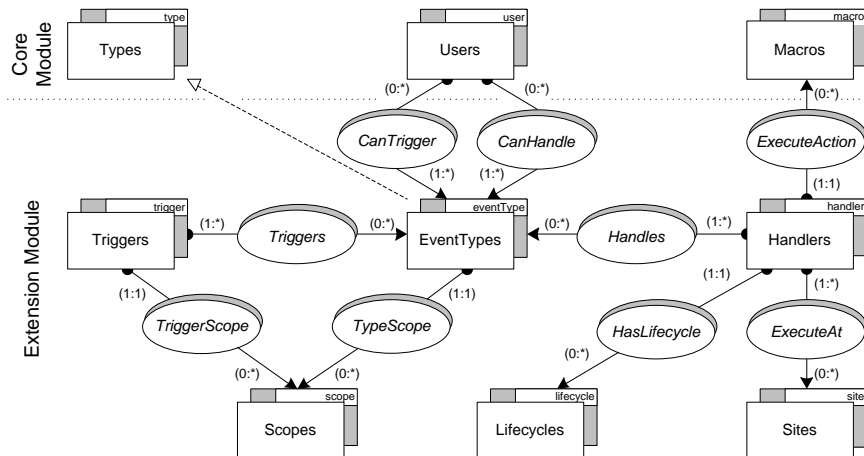 type
user
macro
Core
Module
Types
Users
Macros
(0:*)
(0:*)
(0:*)
CanTrigger
CanHandle
ExecuteAction
(1:*)
(1:*)
(1:1)
Extension Module
trigger
eventType
handler
(1:*)
(0:*)
(0:*)
(1:*)
Triggers
Triggers
EventTypes
Handles
Handlers
(1:1)
(1:1)
(1:1)
(1:*)
TriggerScope
TypeScope
HasLifecycle
ExecuteAt
(0:*)
(0:*)
(0:*)
(0:*)
scope
lifecycle
site
Scopes
Lifecycles
Sites